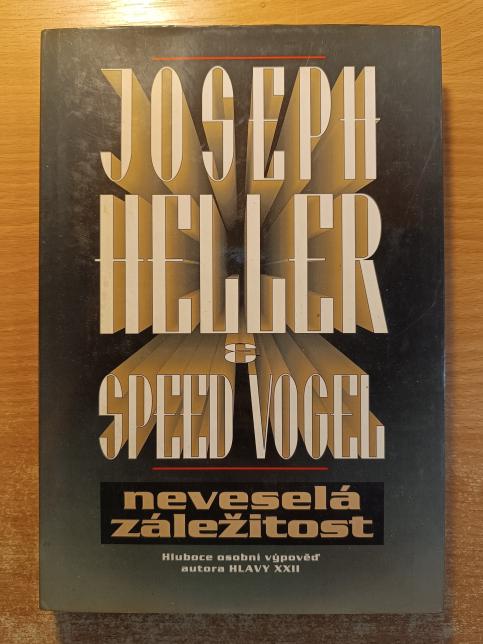 JOSEPH
HELLER
&
SPEED VOGEL
neveselá
záležitost
Hluboce osobní výpověď
autora HLAVY XXII